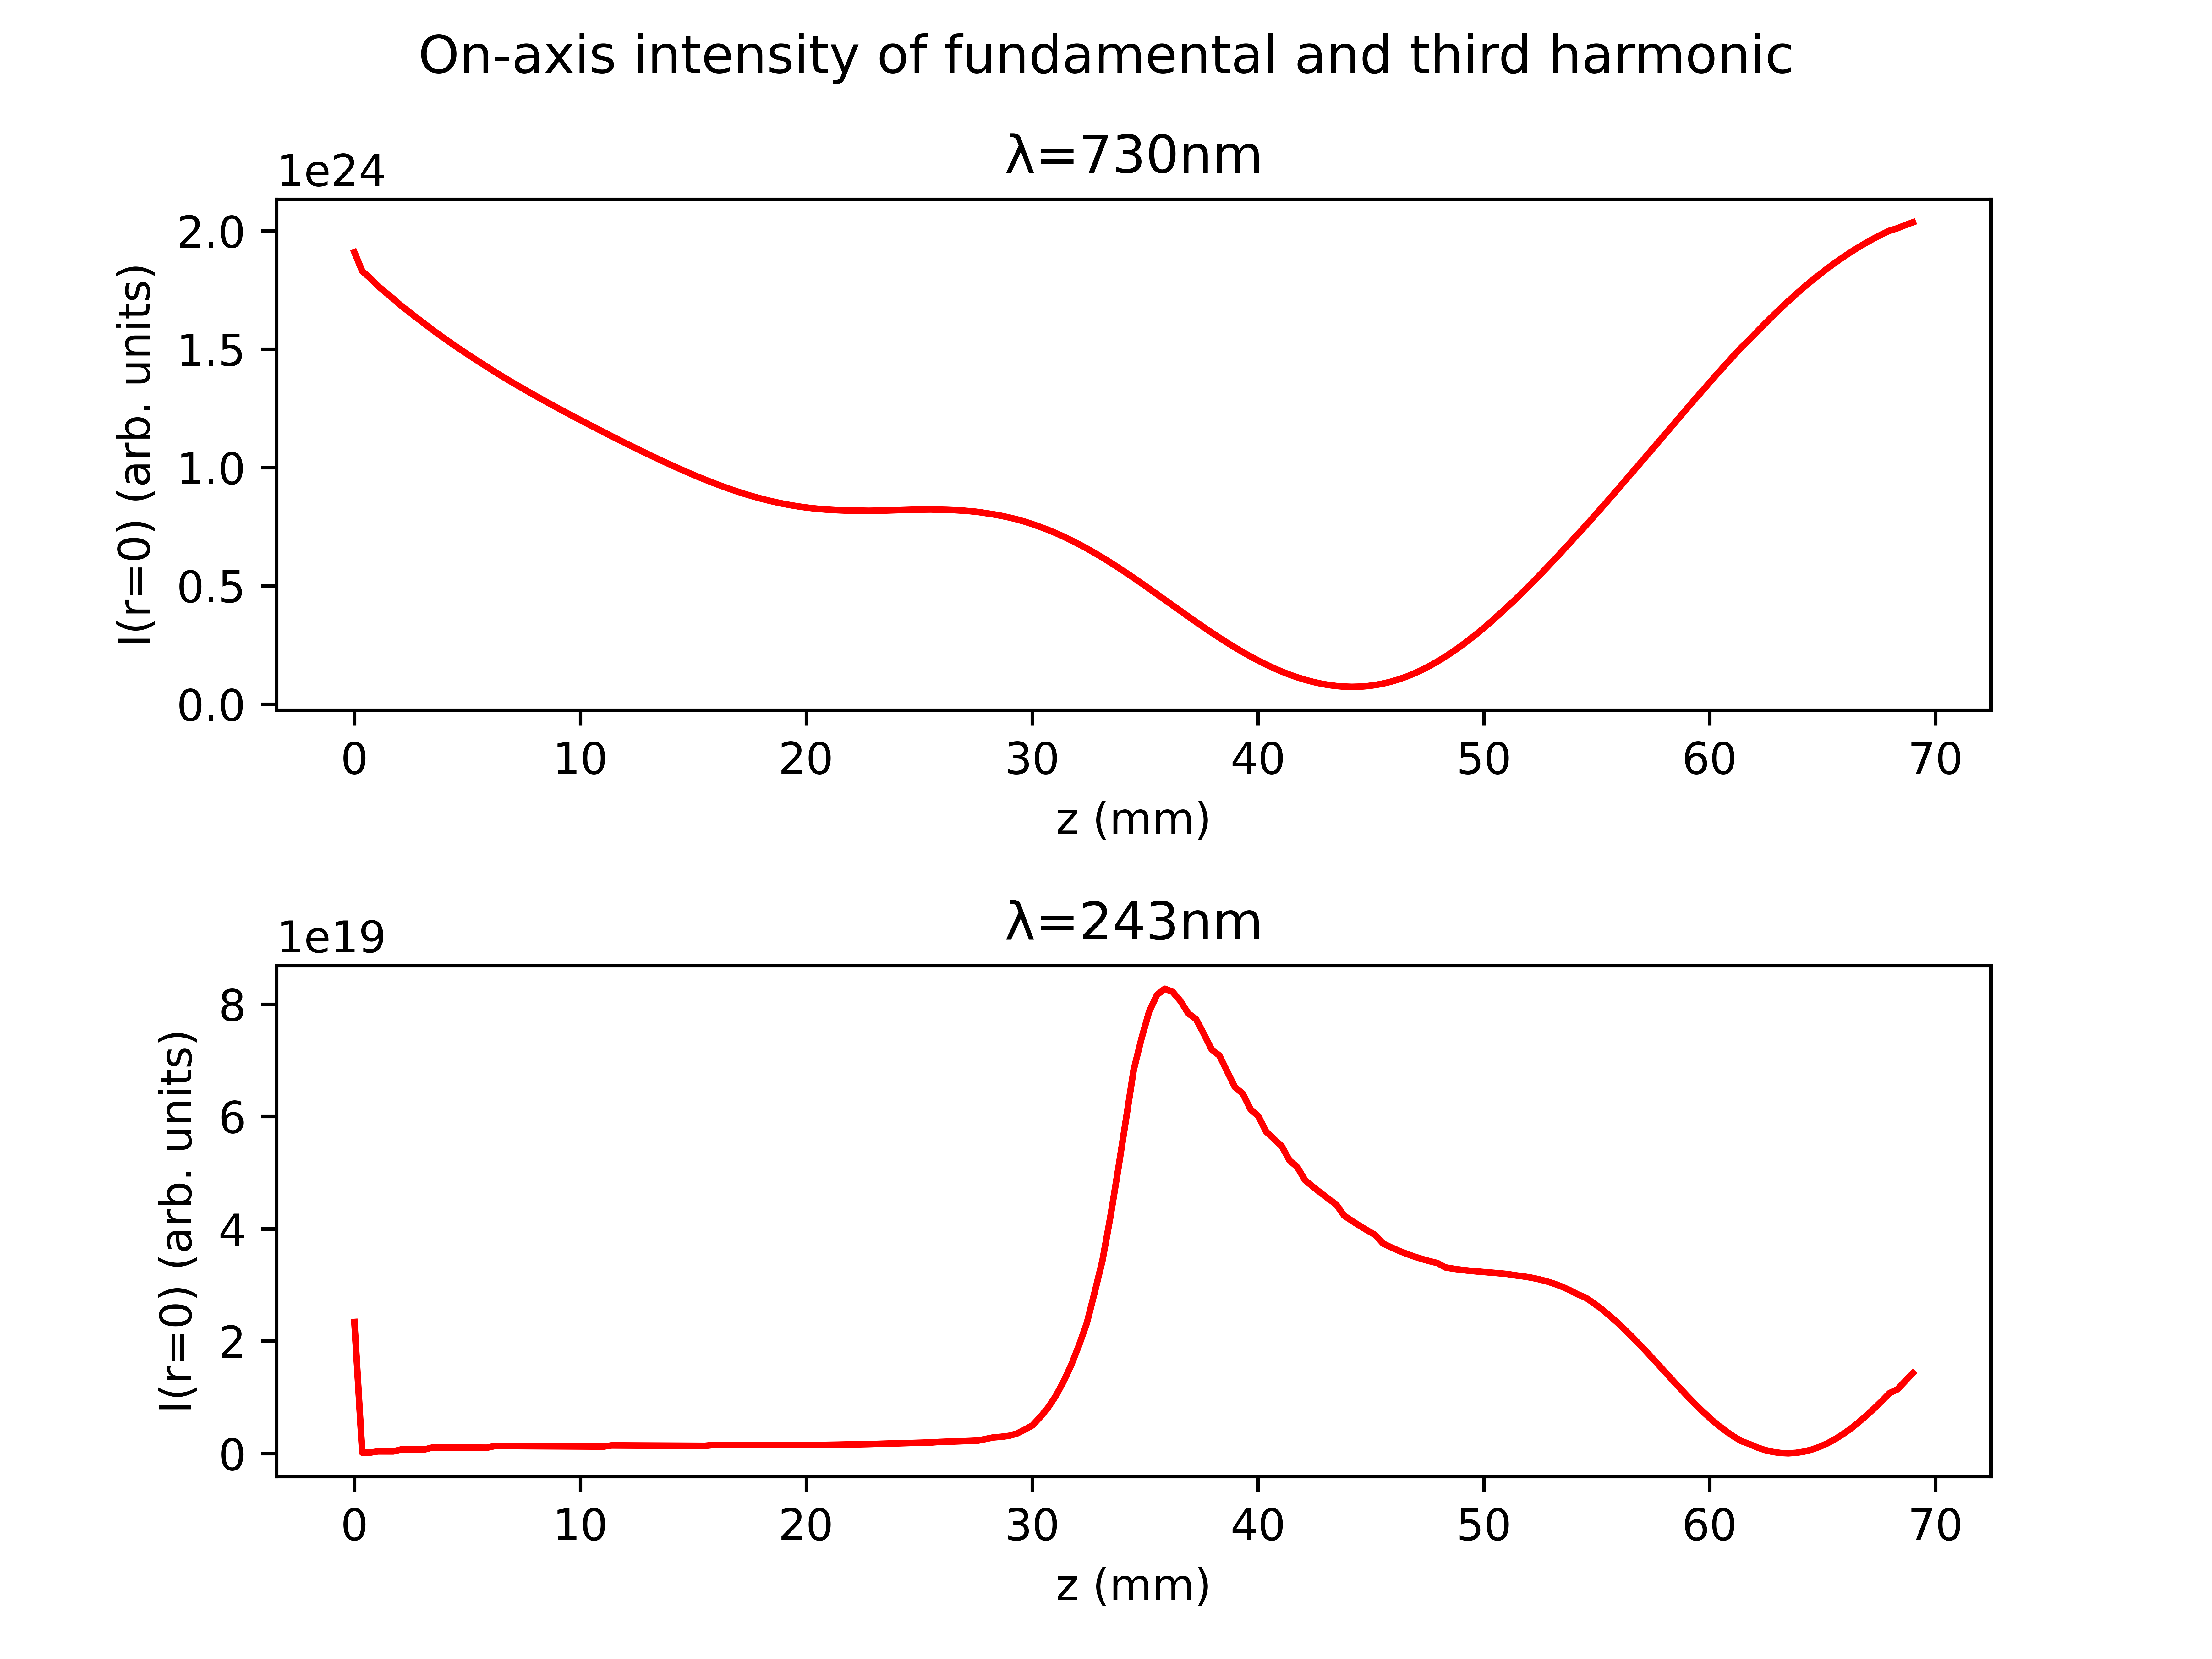 On-axis intensity of fundamental and third harmonic
λ=730nm
1e24
I(r=0) (arb. units)
2.0
1.5
1.0
0.5
0.0
0 10 20 30 40 50 60 70
z (mm)
λ=243nm
1e19
I(r=0) (arb. units)
8
6
4
2
0
0 10 20 30 40 50 60 70
z (mm)